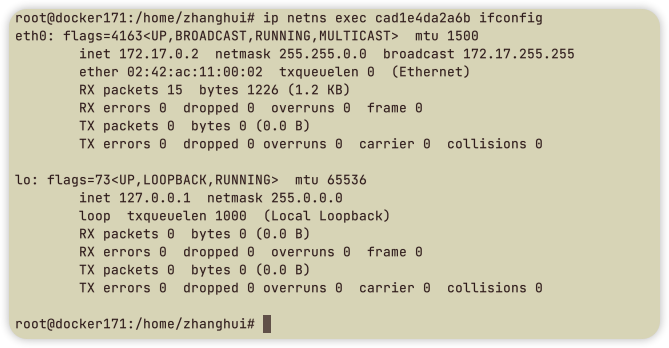 root@docker171:/home/zhanghui# ip netns exec cad1e4da2a6b ifconfig
eth0: flags=4163<UP,BROADCAST,RUNNING,MULTICAST>  mtu 1500
        inet 172.17.0.2  netmask 255.255.0.0  broadcast 172.17.255.255
        ether 02:42:ac:11:00:02  txqueuelen 0  (Ethernet)
        RX packets 15  bytes 1226 (1.2 KB)
        RX errors 0  dropped 0  overruns 0  frame 0
        TX packets 0  bytes 0 (0.0 B)
        TX errors 0  dropped 0 overruns 0  carrier 0  collisions 0

lo: flags=73<UP,LOOPBACK,RUNNING>  mtu 65536
        inet 127.0.0.1  netmask 255.0.0.0
        loop  txqueuelen 1000  (Local Loopback)
        RX packets 0  bytes 0 (0.0 B)
        RX errors 0  dropped 0  overruns 0  frame 0
        TX packets 0  bytes 0 (0.0 B)
        TX errors 0  dropped 0 overruns 0  carrier 0  collisions 0

root@docker171:/home/zhanghui#